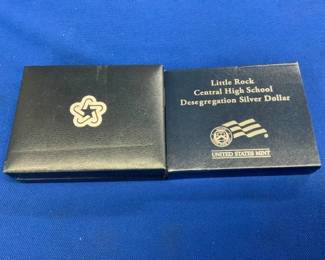 Little Rock
Central High School
Desegregation Silver Dollar
UNITED STATES MINT